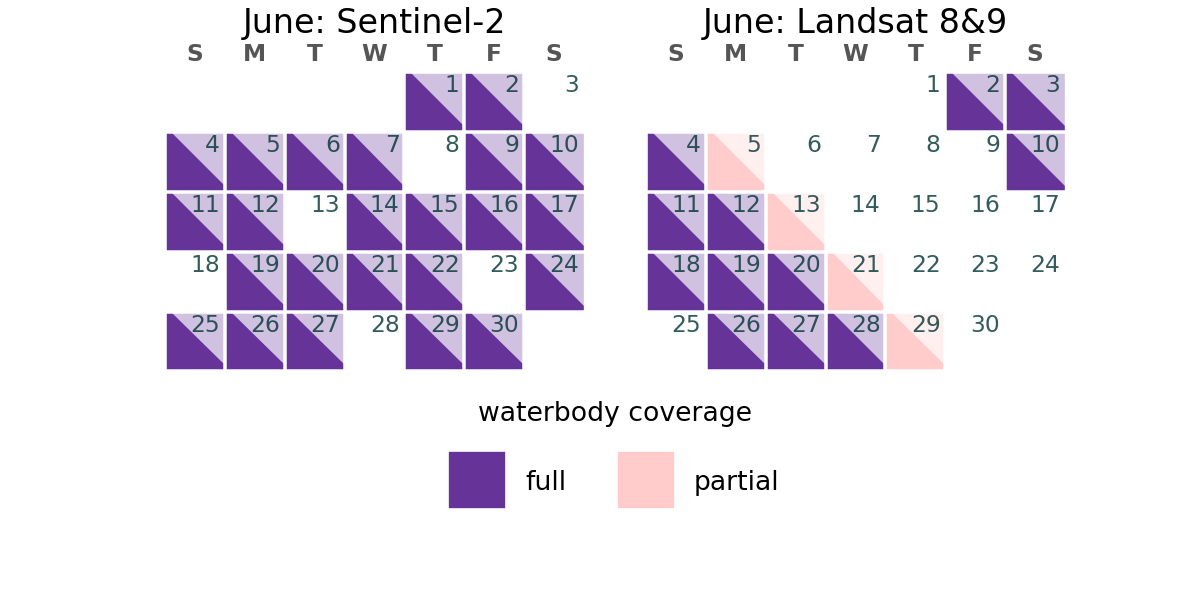 June: Sentinel-2
S M T W T F S
1 2 3
4 5 6 7 8 9 10
11 12 13 14 15 16 17
18 19 20 21 22 23 24
25 26 27 28 29 30
June: Landsat 8&9
S M T W T F S
1 2 3
4 5 6 7 8 9 10
11 12 13 14 15 16 17
18 19 20 21 22 23 24
25 26 27 28 29 30
waterbody coverage
full partial